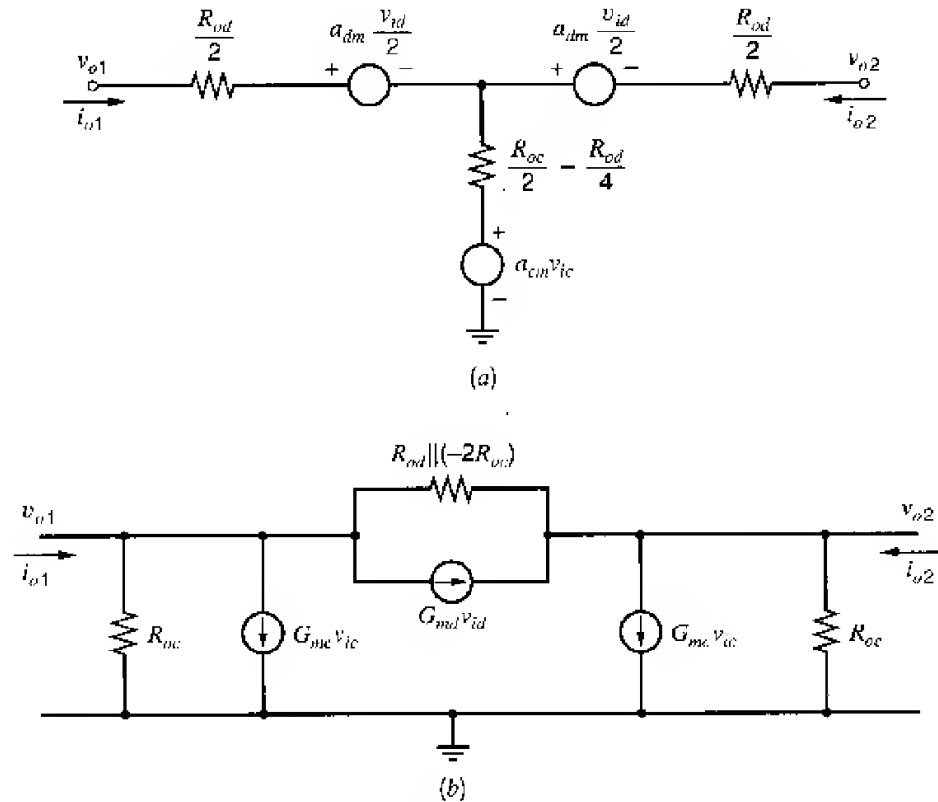 R_od/2
a_dm v_id/2
a_dm v_id/2
R_od/2
v_o1
+
−
+
−
v_o2
i_o1
i_o2
R_oc/2 − R_od/4
+
a_cm v_ic
−
(a)
R_od||(−2R_oc)
v_o1
v_o2
i_o1
i_o2
G_md v_id
R_oc
G_mc v_ic
G_mc v_ic
R_oc
(b)